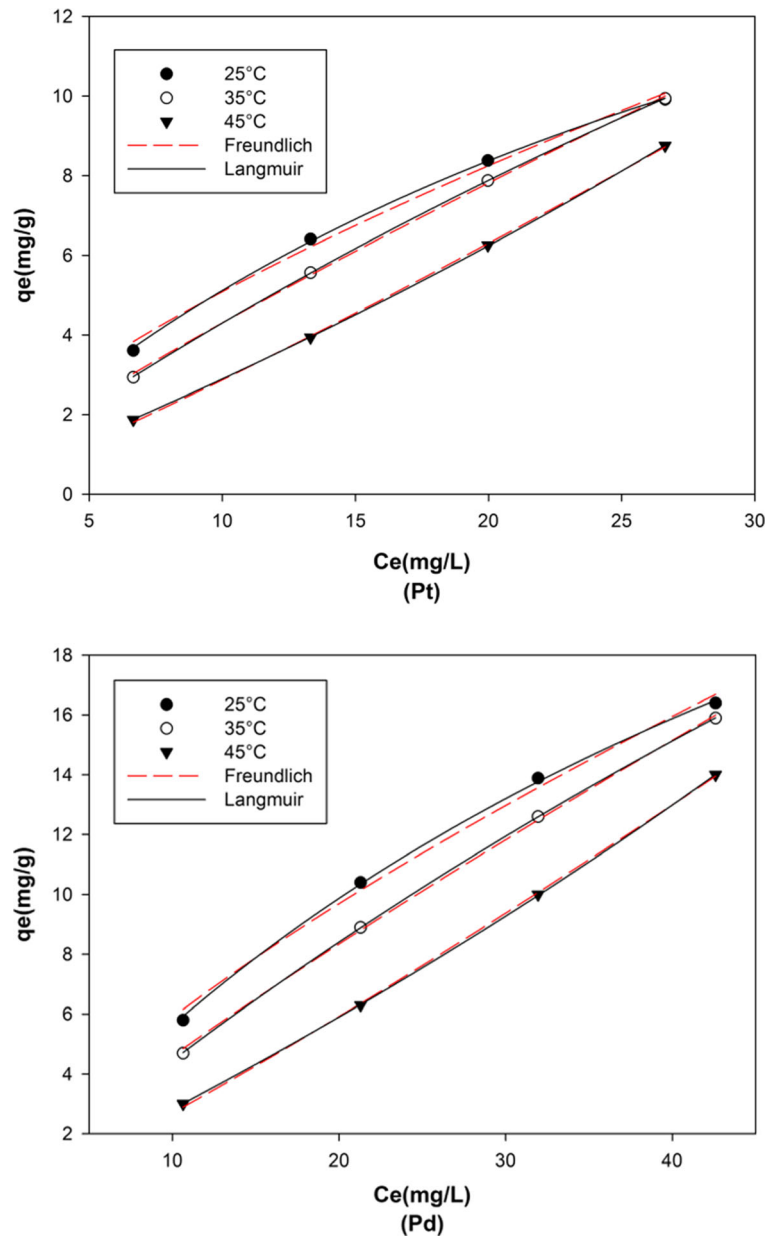 12
10
8
6
4
2
0
qe(mg/g)
25°C
35°C
45°C
Freundlich
Langmuir
5 10 15 20 25 30
Ce(mg/L)
(Pt)
18
16
14
12
10
8
6
4
2
qe(mg/g)
25°C
35°C
45°C
Freundlich
Langmuir
10 20 30 40
Ce(mg/L)
(Pd)